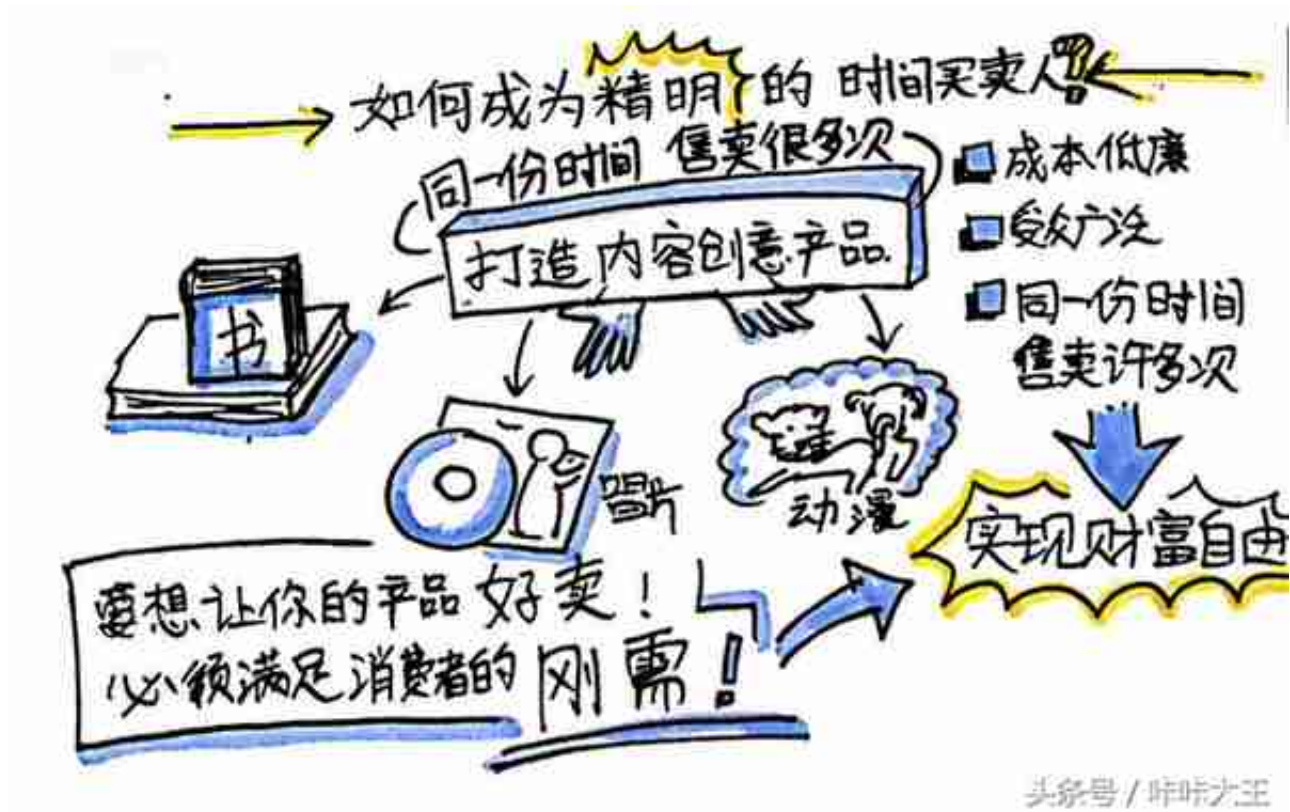 如何成为精明的时间买卖人?!
同一份时间 售卖很多次
打造内容创意产品.
成本低廉
受众广泛
同一份时间
售卖许多次
书
唱片
动漫
实现财富自由
要想让你的产品好卖!
必须满足消费者的刚需!
头条号 / 咔咔大王